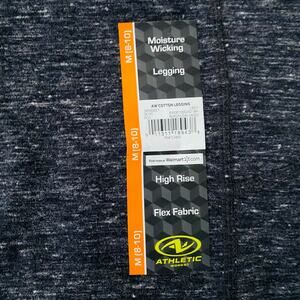 M (8-10)
Moisture
Wicking
Legging
AW COTTON LEGGING
M (8-10)
Walmart
.com
High Rise
Flex Fabric
M (8-10)
ATHLETIC
WORKS